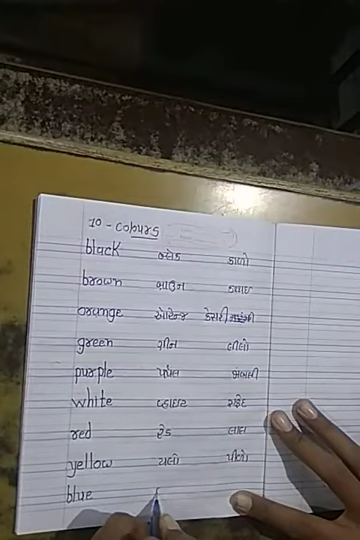 10 - Colours
black બ્લેક કાળો
brown બ્રાઉન કથ્થાઇ
orange ઓરેન્જ કેસરી
green ગ્રીન લીલો
purple પર્પલ જાંબલી
white વ્હાઇટ સફેદ
red રેડ લાલ
yellow યલો પીળો
blue